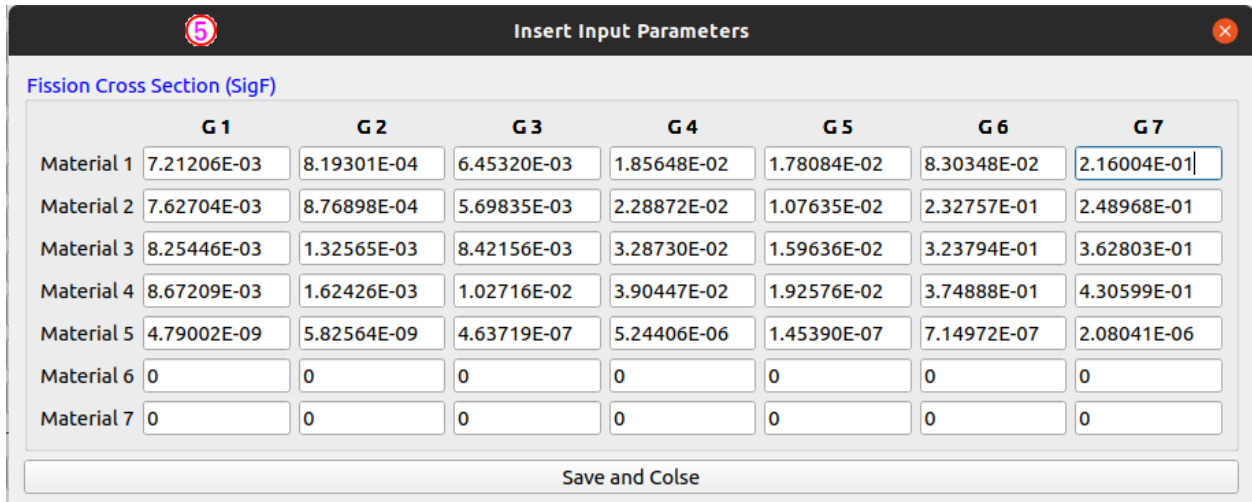 5 Insert Input Parameters
Fission Cross Section (SigF)
G 1 G 2 G 3 G 4 G 5 G 6 G 7
Material 1 7.21206E-03 8.19301E-04 6.45320E-03 1.85648E-02 1.78084E-02 8.30348E-02 2.16004E-01
Material 2 7.62704E-03 8.76898E-04 5.69835E-03 2.28872E-02 1.07635E-02 2.32757E-01 2.48968E-01
Material 3 8.25446E-03 1.32565E-03 8.42156E-03 3.28730E-02 1.59636E-02 3.23794E-01 3.62803E-01
Material 4 8.67209E-03 1.62426E-03 1.02716E-02 3.90447E-02 1.92576E-02 3.74888E-01 4.30599E-01
Material 5 4.79002E-09 5.82564E-09 4.63719E-07 5.24406E-06 1.45390E-07 7.14972E-07 2.08041E-06
Material 6 0 0 0 0 0 0 0
Material 7 0 0 0 0 0 0 0
Save and Colse